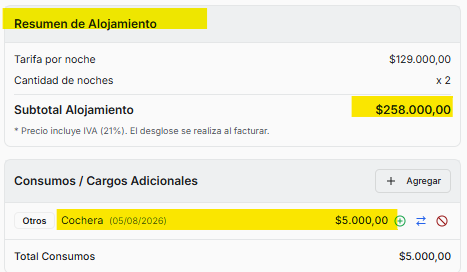 Resumen de Alojamiento
Tarifa por noche $129.000,00
Cantidad de noches x 2
Subtotal Alojamiento $258.000,00
* Precio incluye IVA (21%). El desglose se realiza al facturar.
Consumos / Cargos Adicionales + Agregar
Otros Cochera (05/08/2026) $5.000,00
Total Consumos $5.000,00